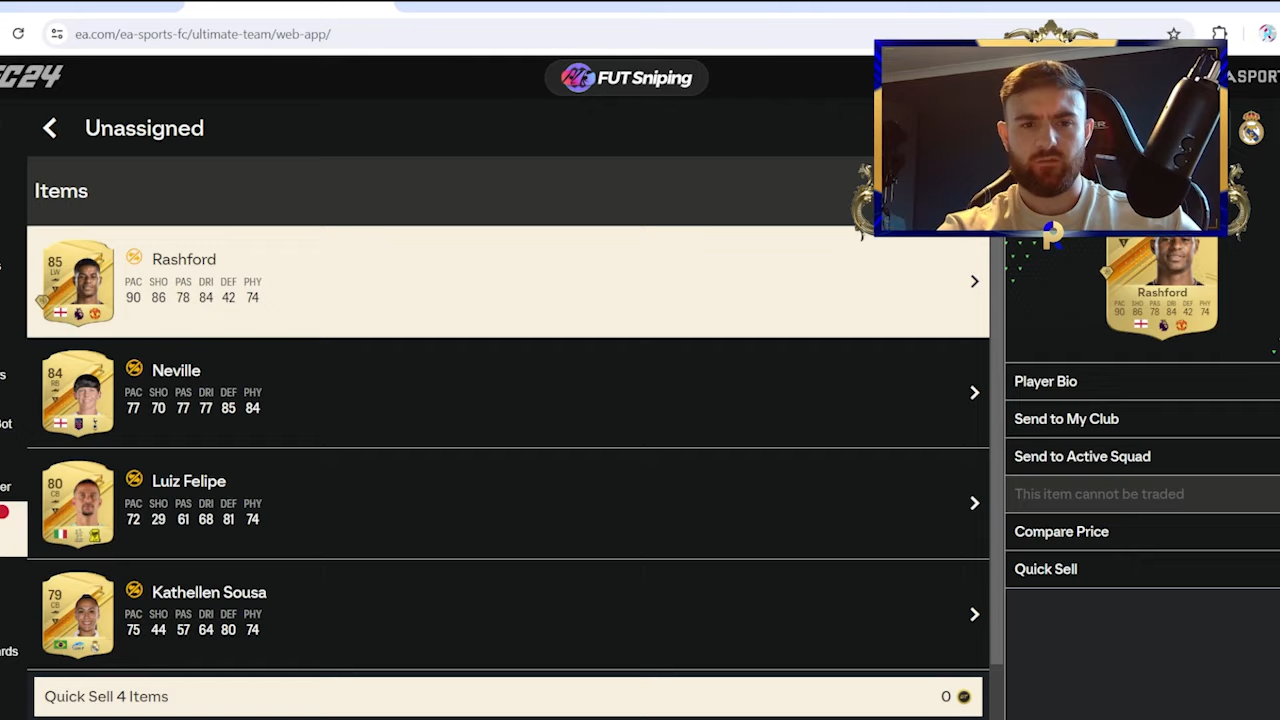 ea.com/ea-sports-fc/ultimate-team/web-app/
FC24
FUT Sniping
EA SPORT
Unassigned
Items
85
LW
Rashford
PAC SHO PAS DRI DEF PHY
90 86 78 84 42 74
84
RB
Neville
PAC SHO PAS DRI DEF PHY
77 70 77 77 85 84
80
CB
Luiz Felipe
PAC SHO PAS DRI DEF PHY
72 29 61 68 81 74
79
CB
Kathellen Sousa
PAC SHO PAS DRI DEF PHY
75 44 57 64 80 74
Quick Sell 4 Items
0
Rashford
PAC SHO PAS DRI DEF PHY
90 86 78 84 42 74
Player Bio
Send to My Club
Send to Active Squad
This item cannot be traded
Compare Price
Quick Sell